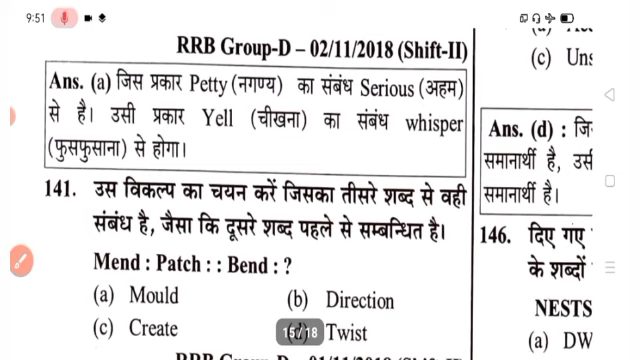 9:51
RRB Group-D – 02/11/2018 (Shift-II)
Ans. (a) जिस प्रकार Petty (नगण्य) का संबंध Serious (अहम)
से है। उसी प्रकार Yell (चीखना) का संबंध whisper
(फुसफुसाना) से होगा।
141. उस विकल्प का चयन करें जिसका तीसरे शब्द से वही
संबंध है, जैसा कि दूसरे शब्द पहले से सम्बन्धित है।
Mend : Patch : : Bend : ?
(a) Mould
(b) Direction
(c) Create
(d) Twist
15/18
(c) Uns
Ans. (d) : जि
समानार्थी है, उसी
समानार्थी है।
146. दिए गए
के शब्दों
NESTS
(a) DW